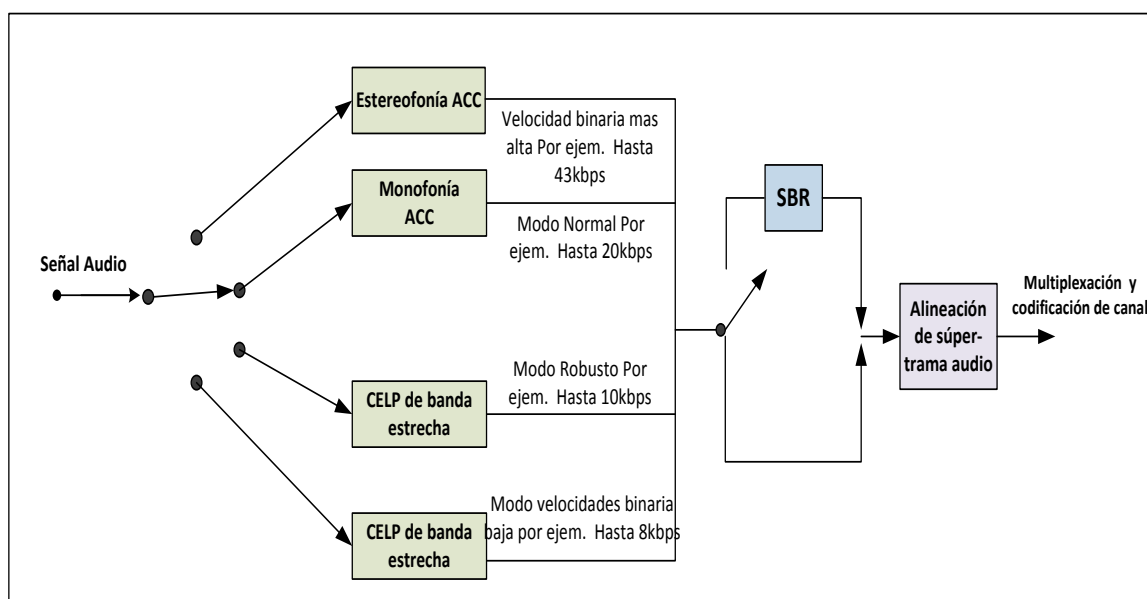 Estereofonía ACC
Velocidad binaria mas
alta Por ejem. Hasta
43kbps
Monofonía
ACC
Modo Normal Por
ejem. Hasta 20kbps
SBR
Señal Audio
Multiplexación y
codificación de canal
Alineación
de súper-
trama audio
Modo Robusto Por
ejem. Hasta 10kbps
CELP de banda
estrecha
Modo velocidades binaria
baja por ejem. Hasta 8kbps
CELP de banda
estrecha